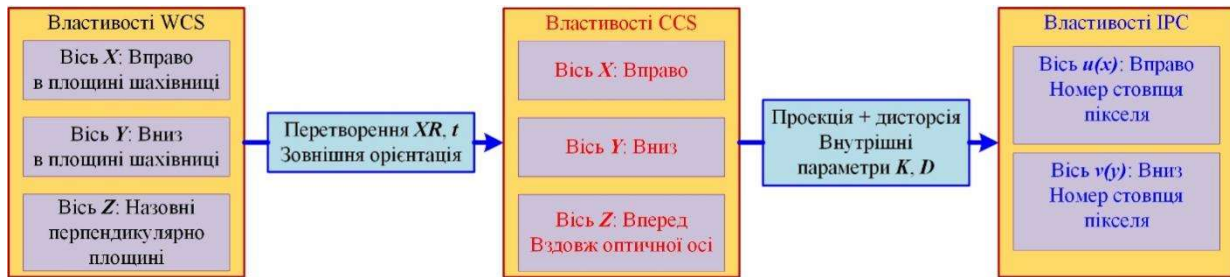 Властивості WCS
Вісь X: Вправо
в площині шахівниці
Вісь Y: Вниз
в площині шахівниці
Вісь Z: Назовні
перпендикулярно
площині
Перетворення XR, t
Зовнішня орієнтація
Властивості CCS
Вісь X: Вправо
Вісь Y: Вниз
Вісь Z: Вперед
Вздовж оптичної осі
Проекція + дисторсія
Внутрішні
параметри K, D
Властивості IPC
Вісь u(x): Вправо
Номер стовпця
пікселя
Вісь v(y): Вниз
Номер стовпця
пікселя